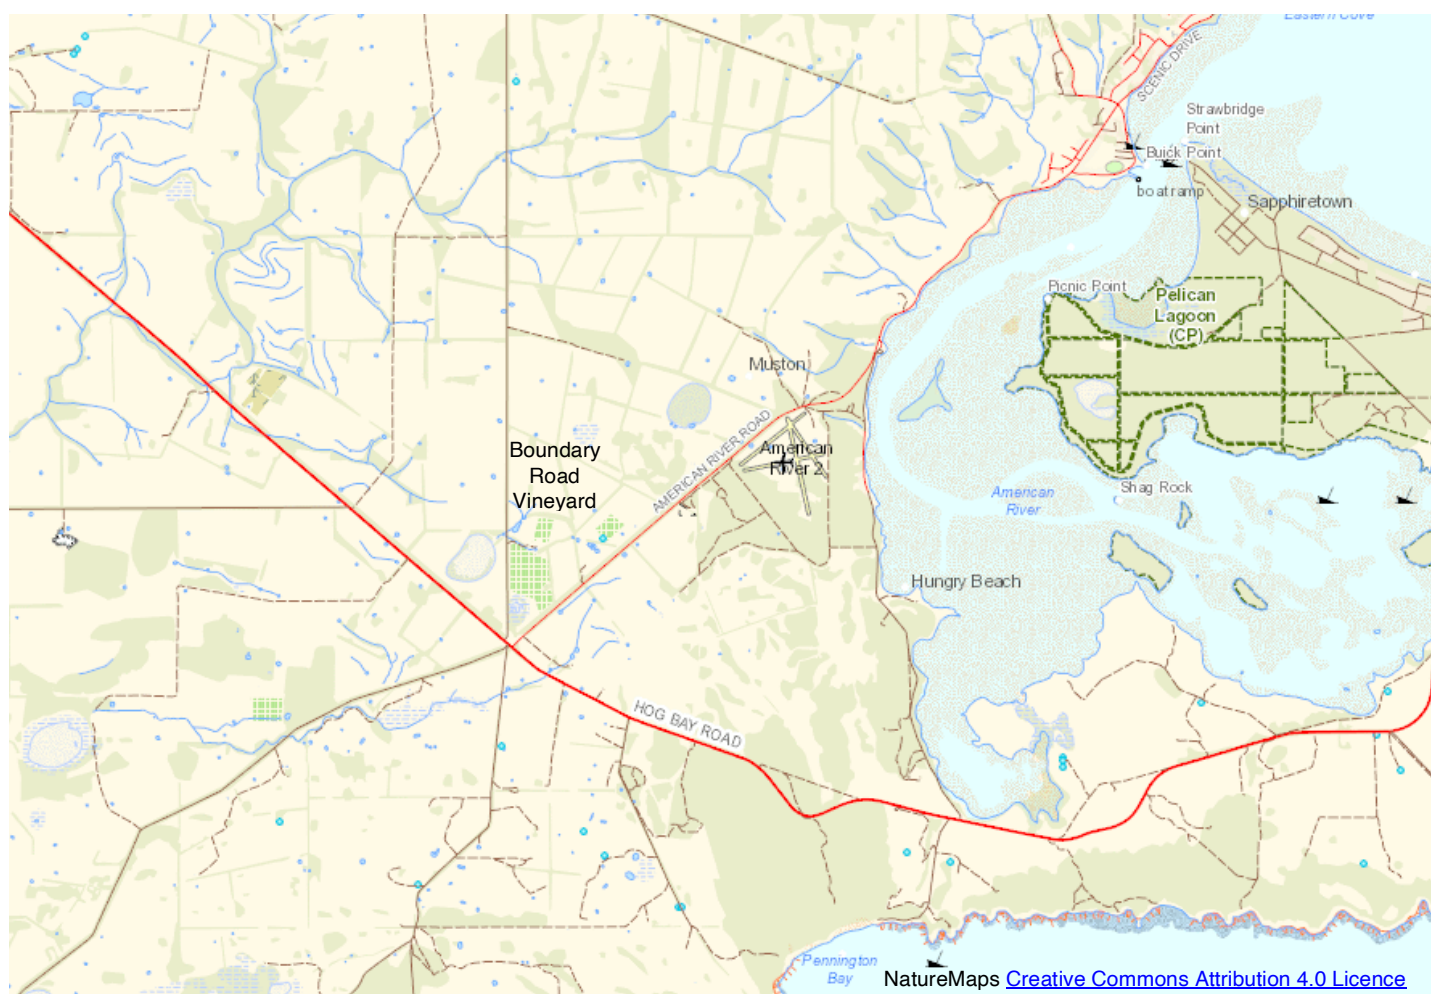 Eastern Cove
SCENIC DRIVE
Strawbridge
Point
Buick Point
boat ramp
Sapphiretown
Picnic Point
Pelican
Lagoon
(CP)
Muston
AMERICAN RIVER ROAD
American
River 2
Boundary
Road
Vineyard
Shag Rock
American
River
Hungry Beach
HOG BAY ROAD
Pennington
Bay
NatureMaps Creative Commons Attribution 4.0 Licence